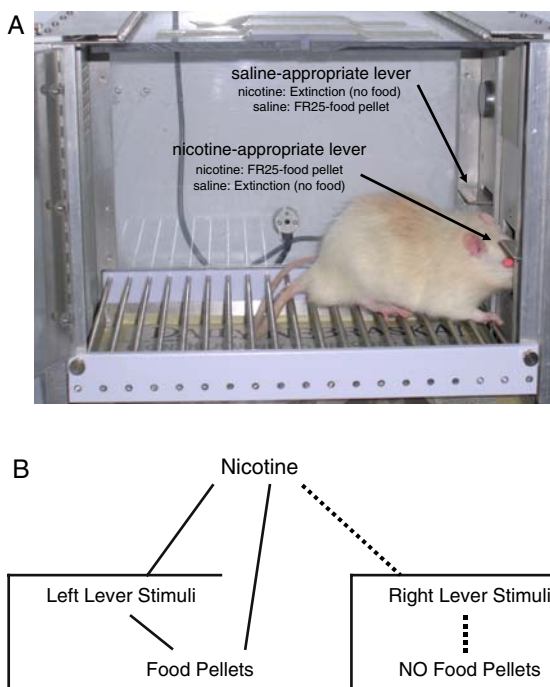 A
saline-appropriate lever
nicotine: Extinction (no food)
saline: FR25-food pellet
nicotine-appropriate lever
nicotine: FR25-food pellet
saline: Extinction (no food)
B
Nicotine
Left Lever Stimuli
Right Lever Stimuli
Food Pellets
NO Food Pellets